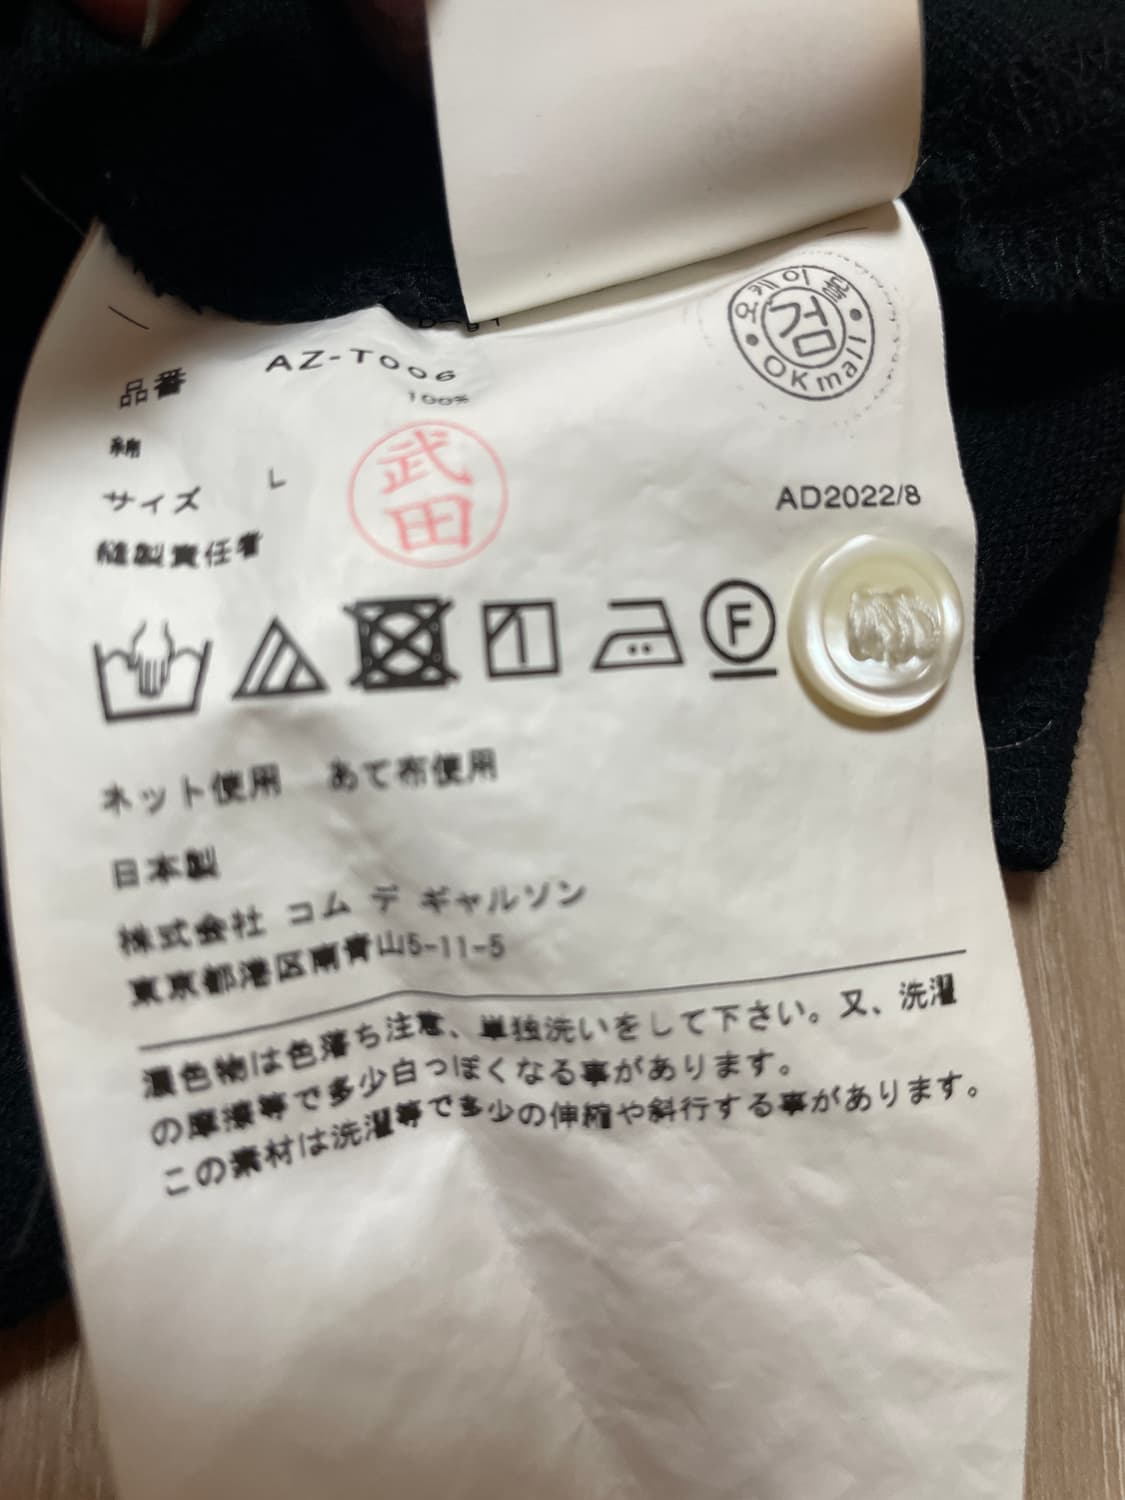 오케이몰
검
OKmall
品番 AZ-T006
100%
綿
サイズ L
武田
縫製責任者
AD2022/8
F
ネット使用 あて布使用
日本製
株式会社 コム デ ギャルソン
東京都港区南青山5-11-5
濃色物は色落ち注意、単独洗いをして下さい。又、洗濯
の摩擦等で多少白っぽくなる事があります。
この素材は洗濯等で多少の伸縮や斜行する事があります。